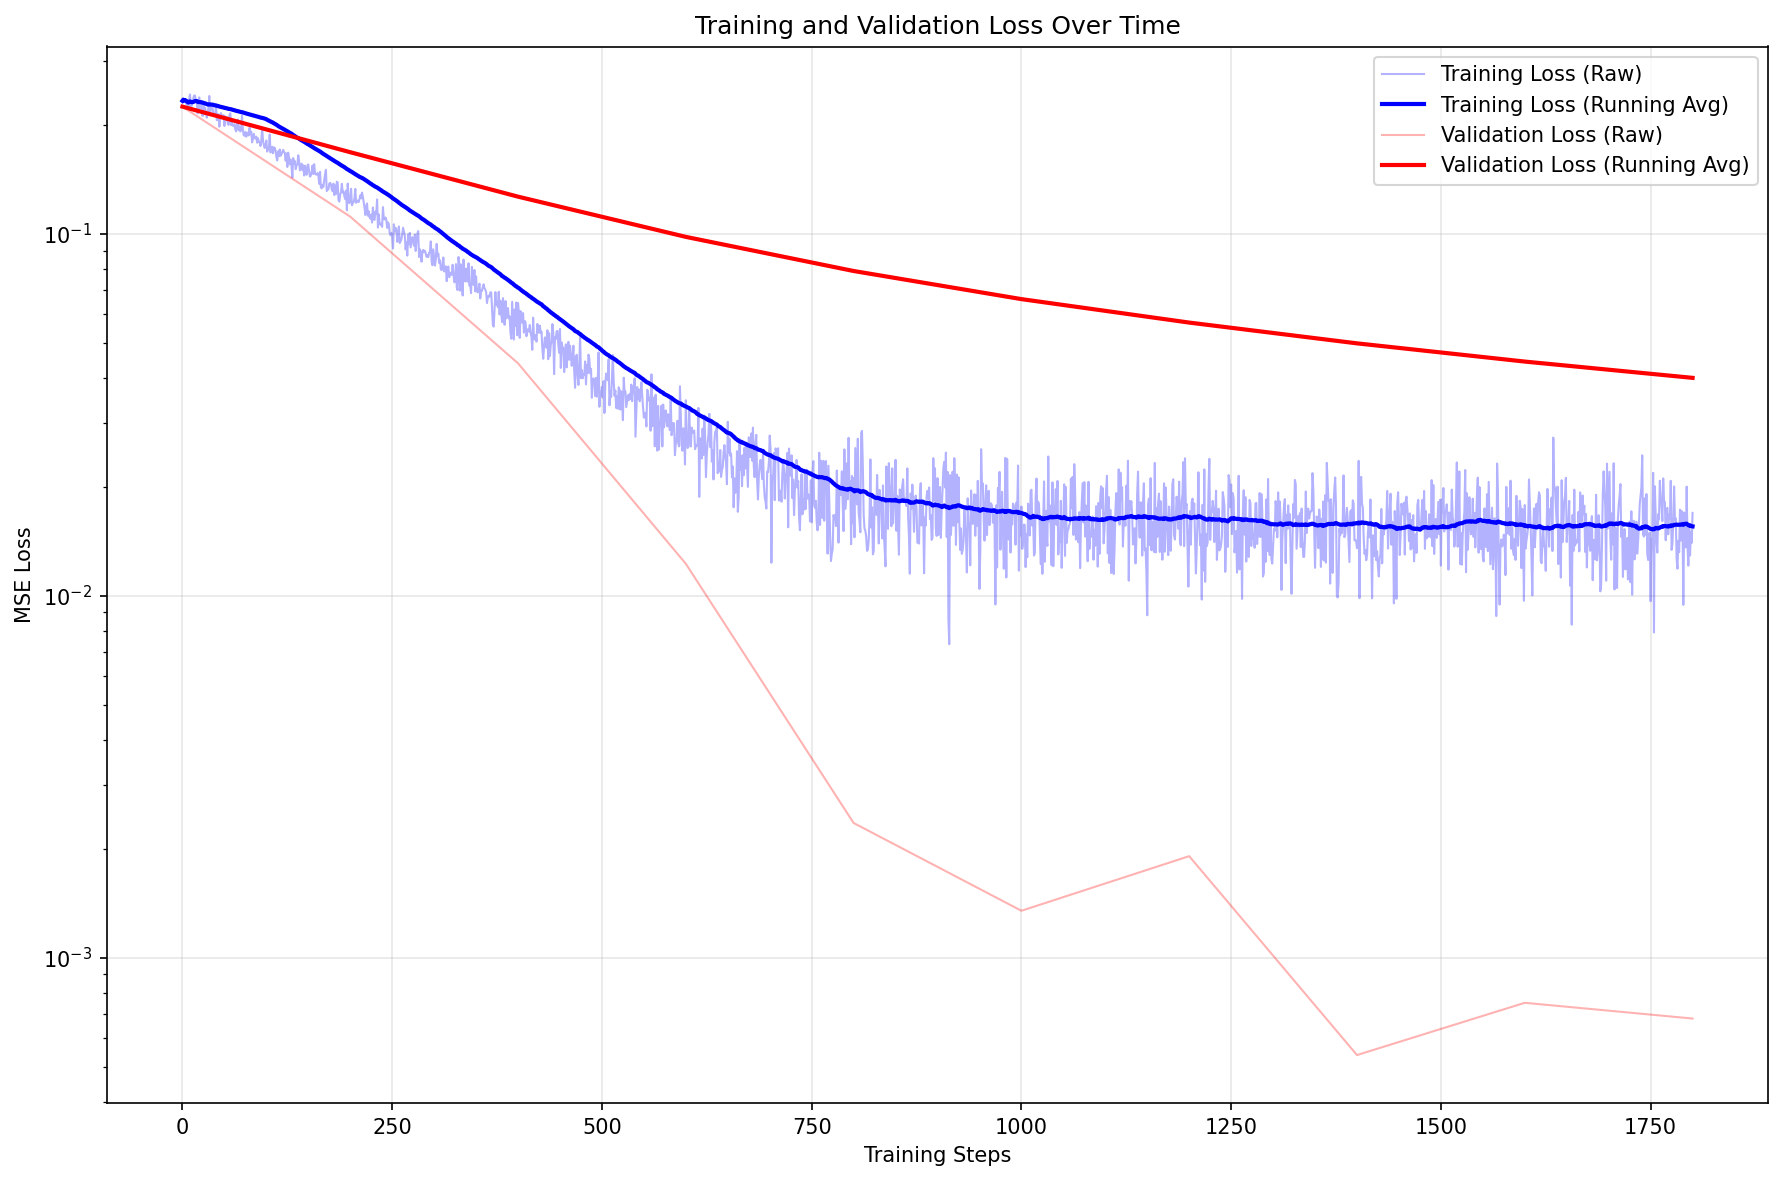 Training and Validation Loss Over Time
Training Loss (Raw)
Training Loss (Running Avg)
Validation Loss (Raw)
Validation Loss (Running Avg)
MSE Loss
10⁻¹
10⁻²
10⁻³
0 250 500 750 1000 1250 1500 1750
Training Steps